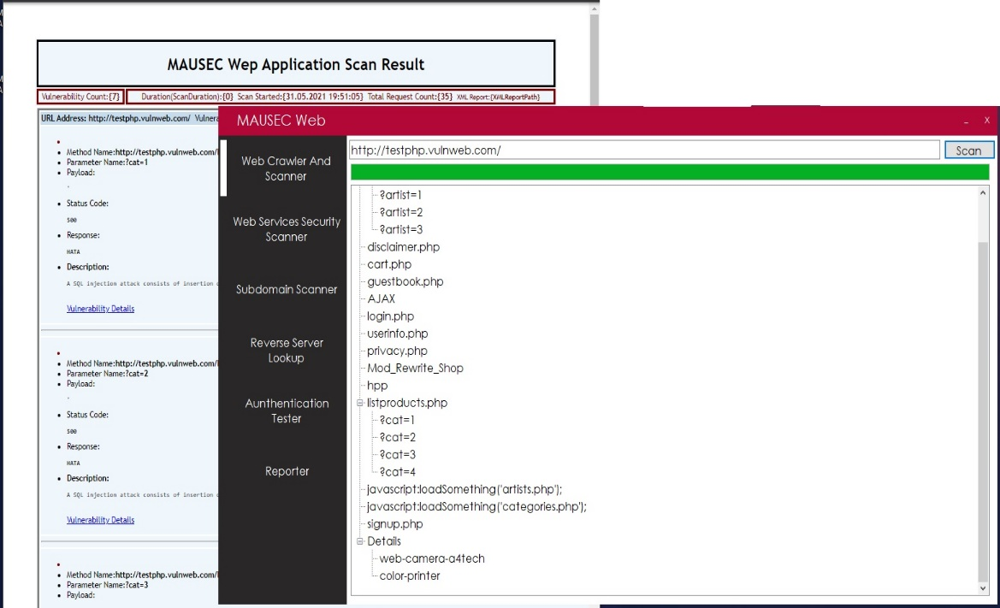 MAUSEC Wep Application Scan Result
Vulnerability Count:{7} Duration(ScanDuration):{0} Scan Started:{31.05.2021 19:51:05} Total Request Count:{35} XML Report:{XMLReportPath}
URL Address: http://testphp.vulnweb.com/
Method Name:http://testphp.vulnweb.com/
Parameter Name:?cat=1
Payload:
'
Status Code:
500
Response:
HATA
Description:
A SQL injection attack consists of insertion
Vulnerability Details
Method Name:http://testphp.vulnweb.com/
Parameter Name:?cat=2
Payload:
Status Code:
500
Response:
HATA
Description:
A SQL injection attack consists of insertion
Vulnerability Details
Method Name:http://testphp.vulnweb.com/
Parameter Name:?cat=3
Payload:
MAUSEC Web
Web Crawler And
Scanner
Web Services Security
Scanner
Subdomain Scanner
Reverse Server
Lookup
Aunthentication
Tester
Reporter
http://testphp.vulnweb.com/ Scan
?artist=1
?artist=2
?artist=3
disclaimer.php
cart.php
guestbook.php
AJAX
login.php
userinfo.php
privacy.php
Mod_Rewrite_Shop
hpp
listproducts.php
?cat=1
?cat=2
?cat=3
?cat=4
javascript:loadSomething('artists.php');
javascript:loadSomething('categories.php');
signup.php
Details
web-camera-a4tech
color-printer